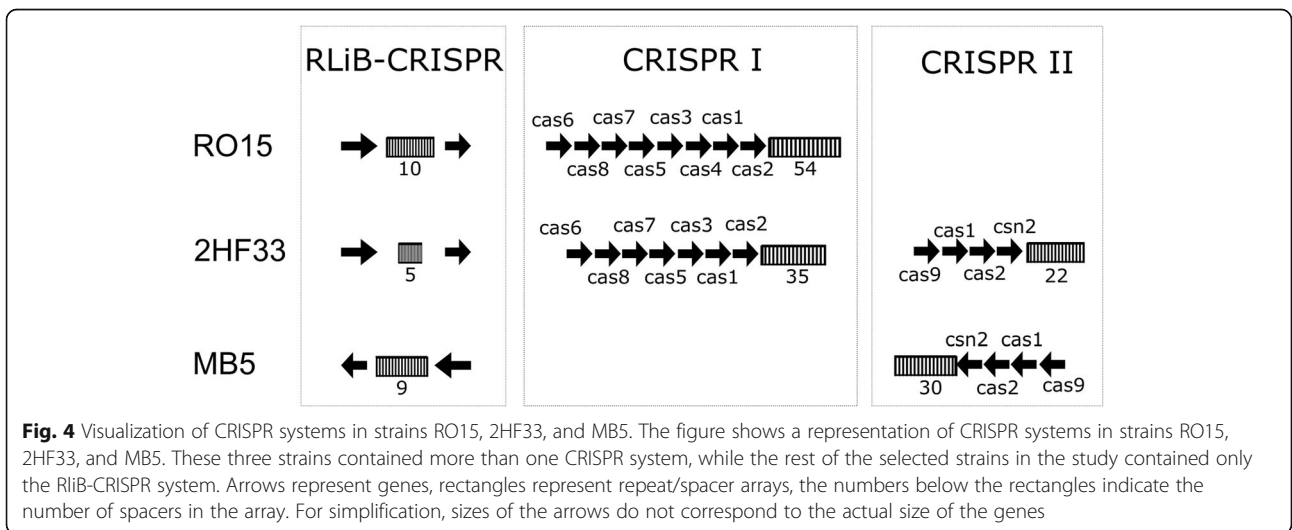 RLiB-CRISPR
CRISPR I
CRISPR II
RO15
10
cas6 cas7 cas3 cas1
cas8 cas5 cas4 cas2 54
2HF33
5
cas6 cas7 cas3 cas2
cas8 cas5 cas1 35
cas1 csn2
cas9 cas2 22
MB5
9
csn2 cas1
30 cas2 cas9
Fig. 4 Visualization of CRISPR systems in strains RO15, 2HF33, and MB5. The figure shows a representation of CRISPR systems in strains RO15,
2HF33, and MB5. These three strains contained more than one CRISPR system, while the rest of the selected strains in the study contained only
the RliB-CRISPR system. Arrows represent genes, rectangles represent repeat/spacer arrays, the numbers below the rectangles indicate the
number of spacers in the array. For simplification, sizes of the arrows do not correspond to the actual size of the genes